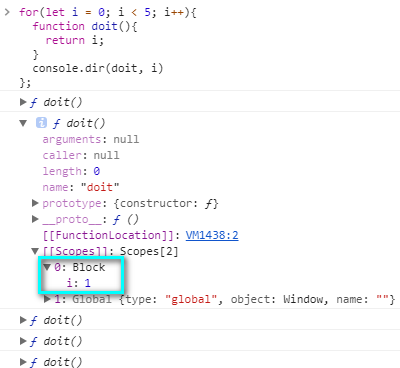 for(let i = 0; i < 5; i++){
function doit(){
return i;
}
console.dir(doit, i)
};
ƒ doit()
ƒ doit()
arguments: null
caller: null
length: 0
name: "doit"
prototype: {constructor: ƒ}
__proto__: ƒ ()
[[FunctionLocation]]: VM1438:2
[[Scopes]]: Scopes[2]
0: Block
i: 1
1: Global {type: "global", object: Window, name: ""}
ƒ doit()
ƒ doit()
ƒ doit()